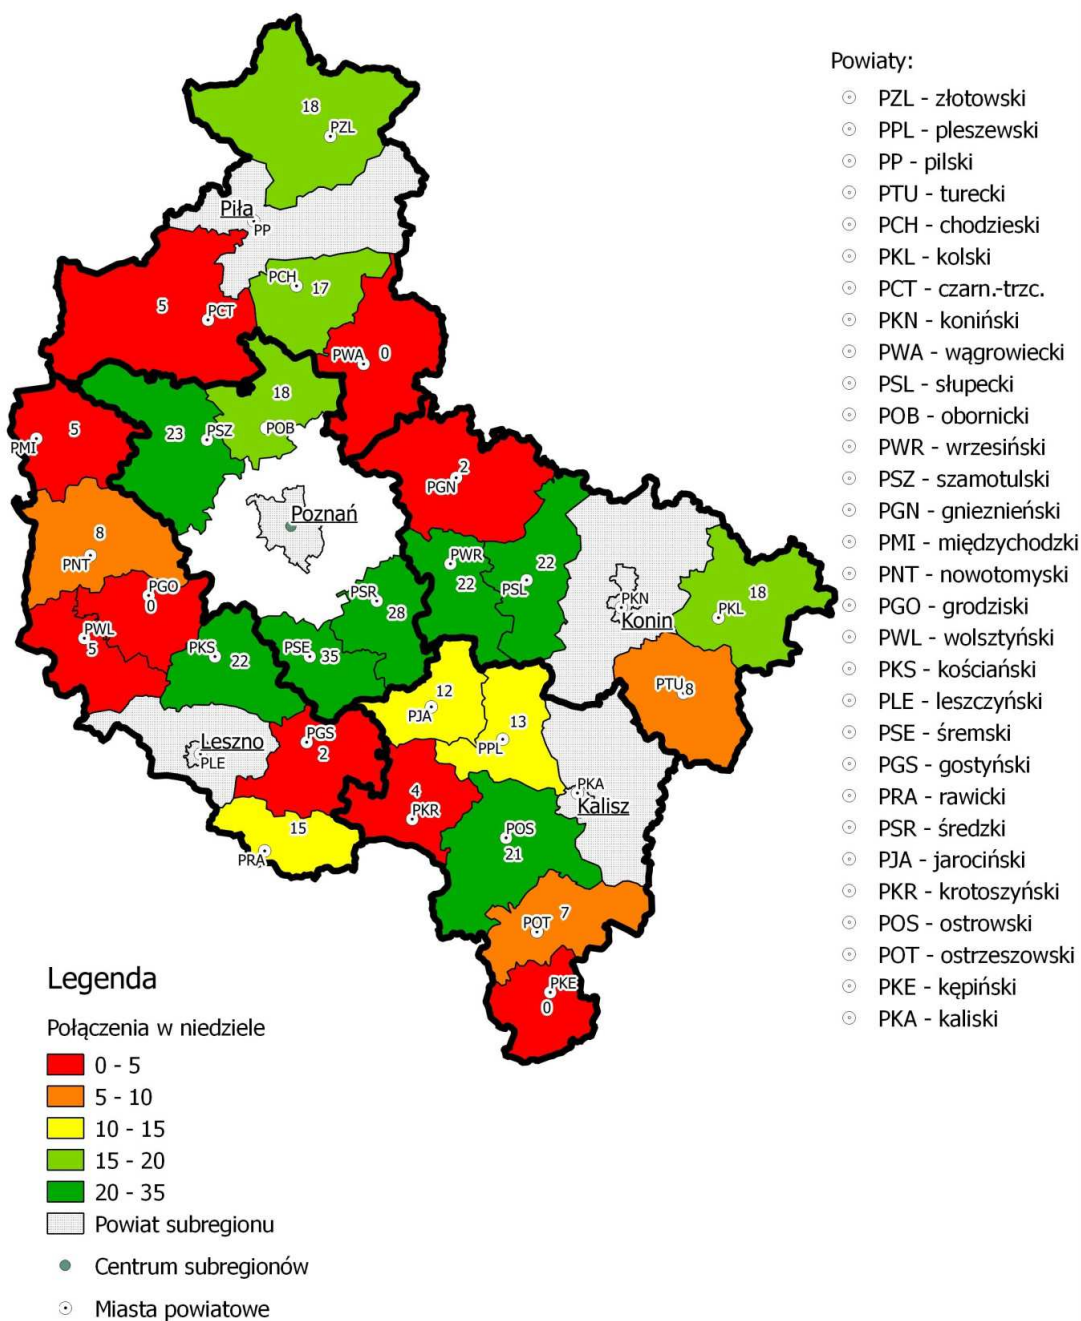 18
PZL
Piła
PP
PCH
17
5
PCT
PWA
0
18
POB
23
PSZ
5
PMI
2
PGN
Poznań
8
PNT
PWR
22
22
PSL
PGO
0
PSR
28
PKN
Konin
18
PKL
PWL
5
PKS
22
PSE
35
12
PJA
PTU
8
13
PPL
Leszno
PLE
PGS
2
PKA
Kalisz
4
PKR
15
PRA
POS
21
7
POT
PKE
0
Powiaty:
PZL - złotowski
PPL - pleszewski
PP - pilski
PTU - turecki
PCH - chodzieski
PKL - kolski
PCT - czarn.-trzc.
PKN - koniński
PWA - wągrowiecki
PSL - słupecki
POB - obornicki
PWR - wrzesiński
PSZ - szamotulski
PGN - gnieznieński
PMI - międzychodzki
PNT - nowotomyski
PGO - grodziski
PWL - wolsztyński
PKS - kościański
PLE - leszczyński
PSE - śremski
PGS - gostyński
PRA - rawicki
PSR - średzki
PJA - jarociński
PKR - krotoszyński
POS - ostrowski
POT - ostrzeszowski
PKE - kępiński
PKA - kaliski
Legenda
Połączenia w niedziele
0 - 5
5 - 10
10 - 15
15 - 20
20 - 35
Powiat subregionu
Centrum subregionów
Miasta powiatowe